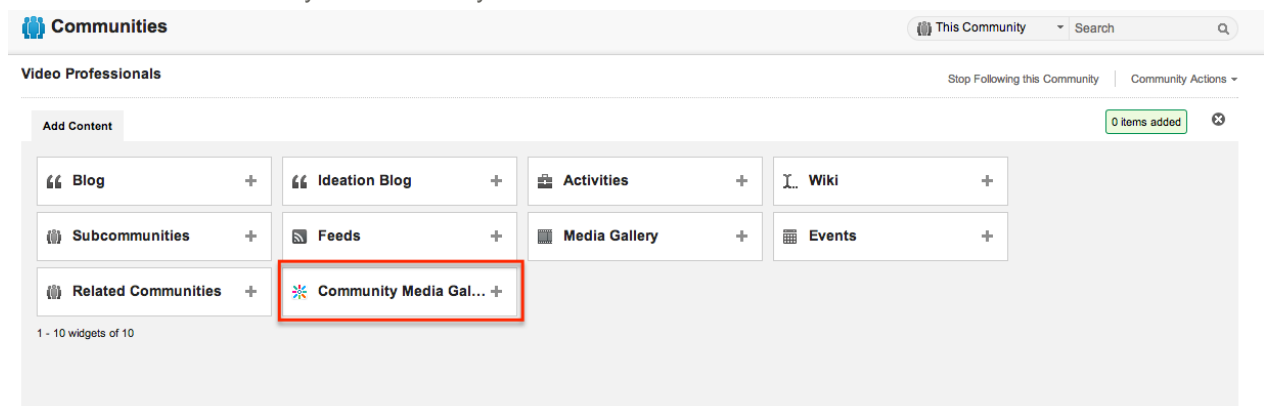 Communities
This Community Search
Video Professionals
Stop Following this Community Community Actions
Add Content
0 items added
Blog Ideation Blog Activities Wiki
Subcommunities Feeds Media Gallery Events
Related Communities Community Media Gal...
1 - 10 widgets of 10